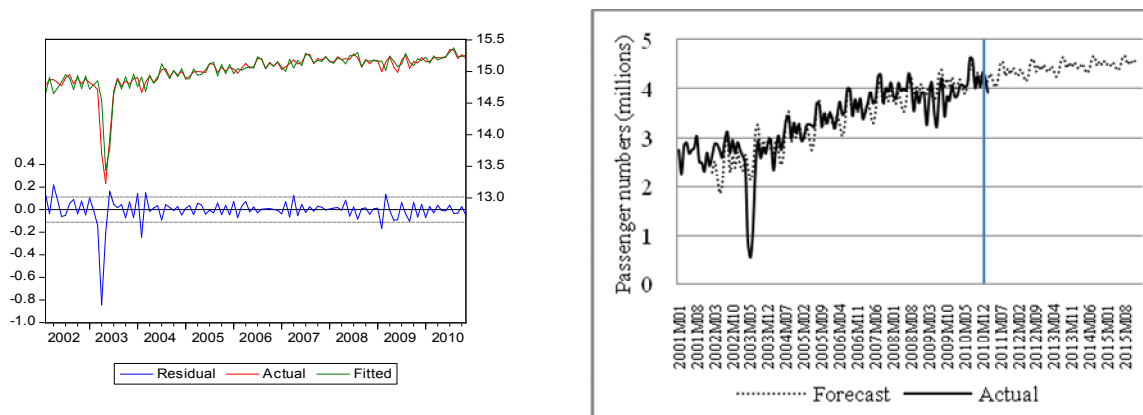 15.5
15.0
14.5
14.0
13.5
13.0
0.4
0.2
0.0
-0.2
-0.4
-0.6
-0.8
-1.0
2002 2003 2004 2005 2006 2007 2008 2009 2010
Residual Actual Fitted
Passenger numbers (millions)
5
4
3
2
1
0
2001M01
2001M08
2002M03
2002M10
2003M05
2003M12
2004M07
2005M02
2005M09
2006M04
2006M11
2007M06
2008M01
2008M08
2009M03
2009M10
2010M05
2010M12
2011M07
2012M02
2012M09
2013M04
2013M11
2014M06
2015M01
2015M08
Forecast Actual